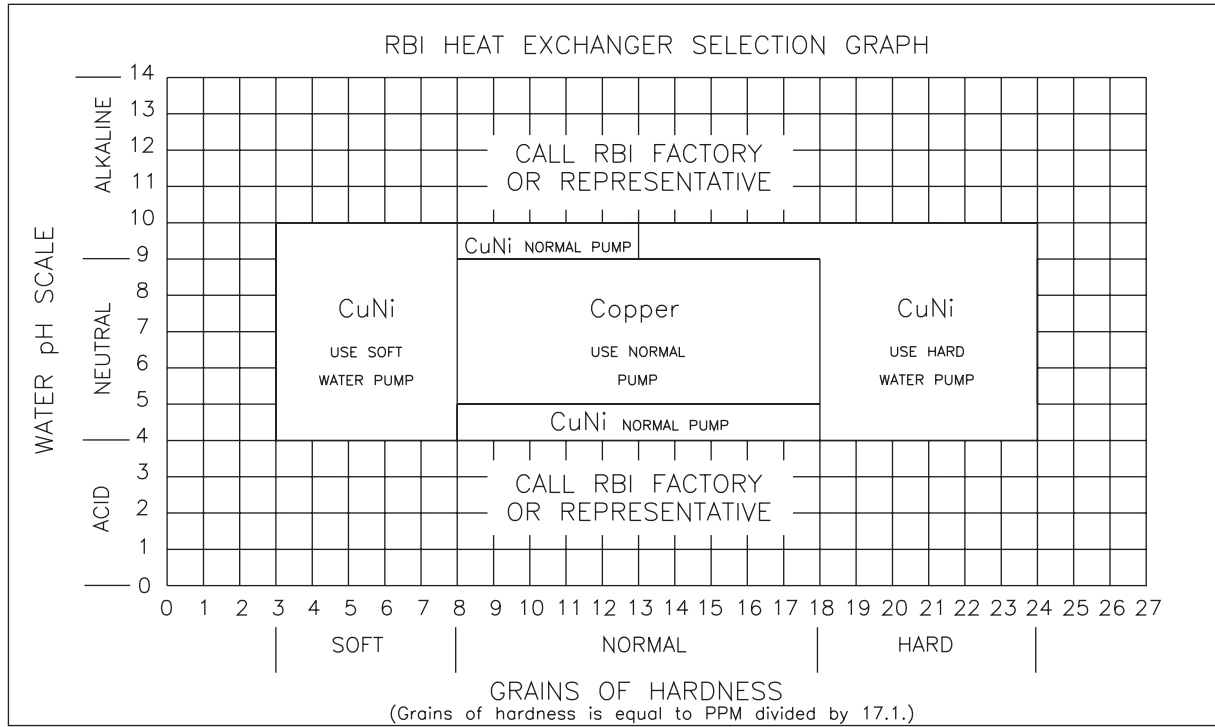 RBI HEAT EXCHANGER SELECTION GRAPH
WATER pH SCALE
ALKALINE
NEUTRAL
ACID
14
13
12
11
10
9
8
7
6
5
4
3
2
1
0
CALL RBI FACTORY
OR REPRESENTATIVE
CuNi NORMAL PUMP
CuNi
USE SOFT
WATER PUMP
Copper
USE NORMAL
PUMP
CuNi
USE HARD
WATER PUMP
CuNi NORMAL PUMP
CALL RBI FACTORY
OR REPRESENTATIVE
0 1 2 3 4 5 6 7 8 9 10 11 12 13 14 15 16 17 18 19 20 21 22 23 24 25 26 27
SOFT NORMAL HARD
GRAINS OF HARDNESS
(Grains of hardness is equal to PPM divided by 17.1.)